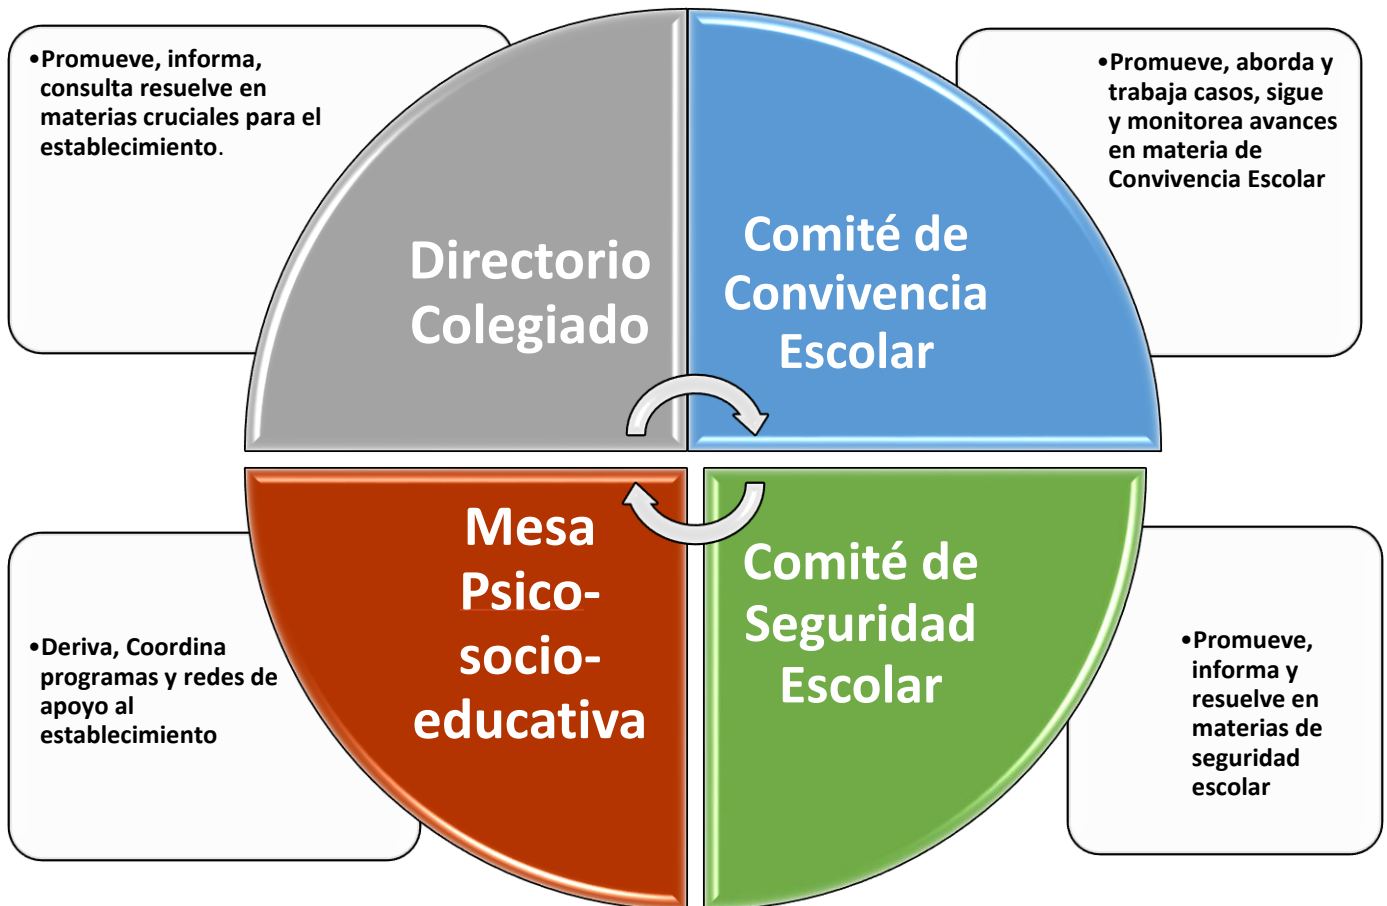 •Promueve, informa,
consulta resuelve en
materias cruciales para el
establecimiento.
Directorio
Colegiado
Comité de
Convivencia
Escolar
•Promueve, aborda y
trabaja casos, sigue
y monitorea avances
en materia de
Convivencia Escolar
•Deriva, Coordina
programas y redes de
apoyo al
establecimiento
Mesa
Psico-
socio-
educativa
Comité de
Seguridad
Escolar
•Promueve,
informa y
resuelve en
materias de
seguridad
escolar